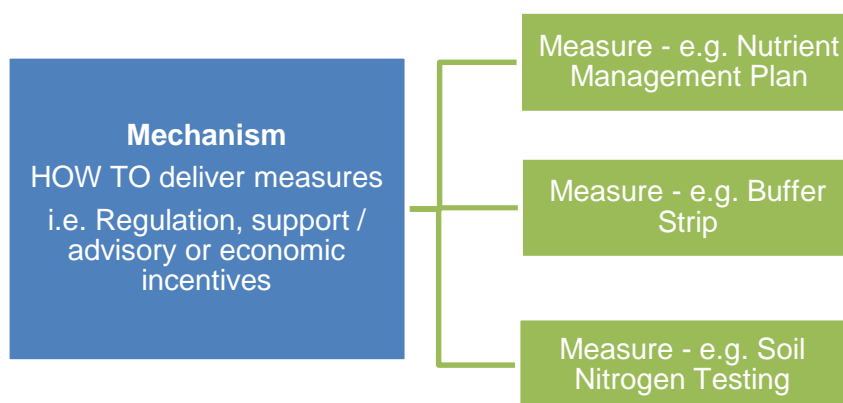 Mechanism
HOW TO deliver measures
i.e. Regulation, support /
advisory or economic
incentives
Measure - e.g. Nutrient
Management Plan
Measure - e.g. Buffer
Strip
Measure - e.g. Soil
Nitrogen Testing